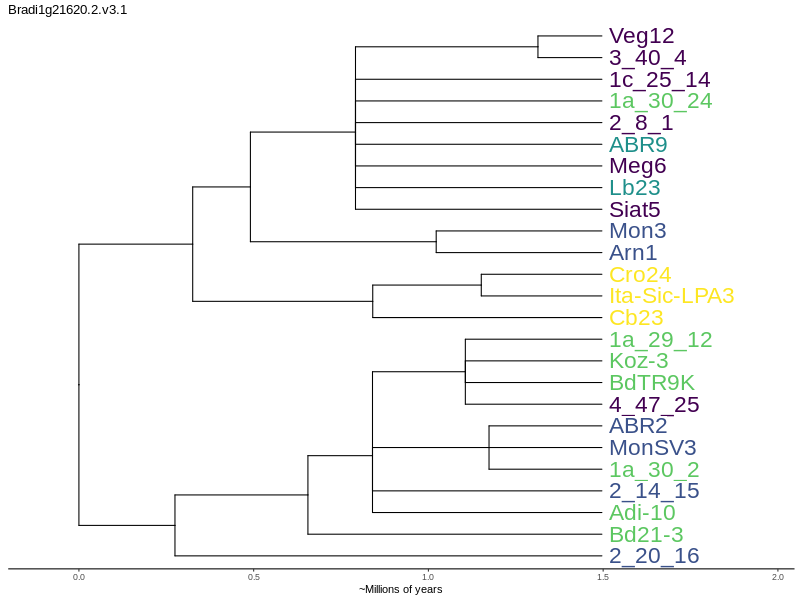 Bradi1g21620.2.v3.1
Veg12
3_40_4
1c_25_14
1a_30_24
2_8_1
ABR9
Meg6
Lb23
Siat5
Mon3
Arn1
Cro24
Ita-Sic-LPA3
Cb23
1a_29_12
Koz-3
BdTR9K
4_47_25
ABR2
MonSV3
1a_30_2
2_14_15
Adi-10
Bd21-3
2_20_16
0.0 0.5 1.0 1.5 2.0
~Millions of years